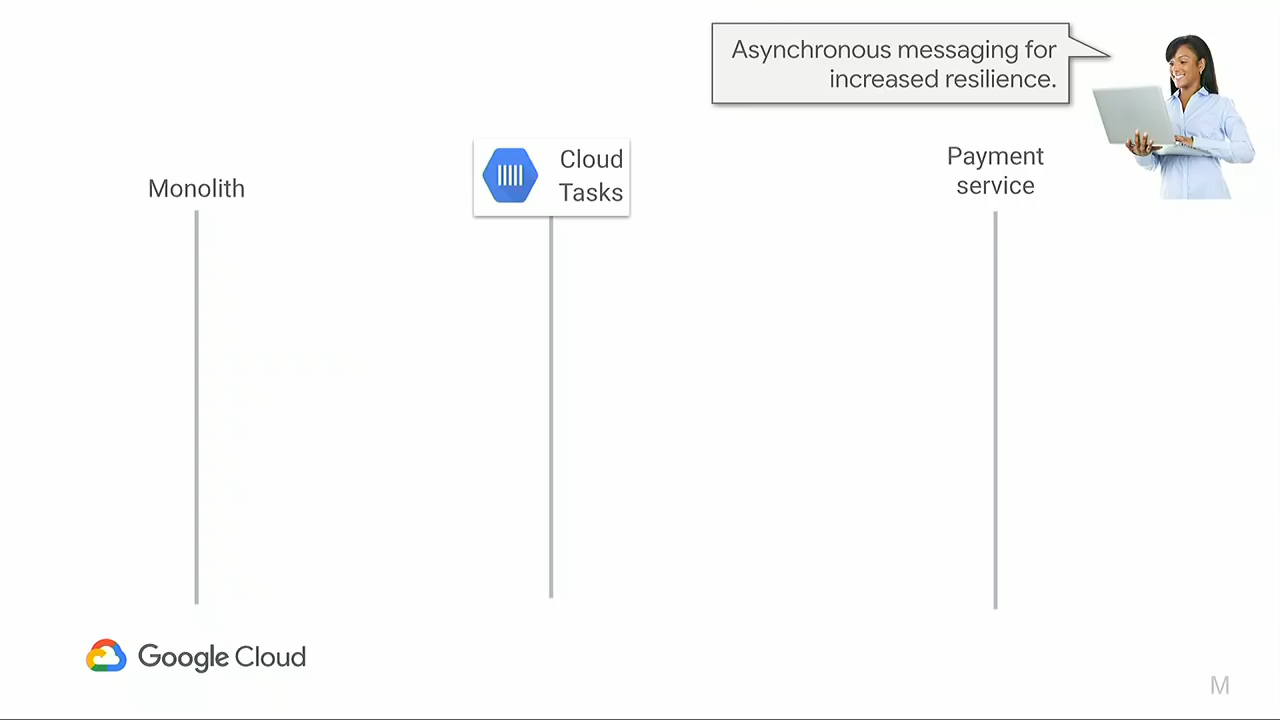 Asynchronous messaging for
increased resilience.
Monolith
Cloud
Tasks
Payment
service
Google Cloud
M